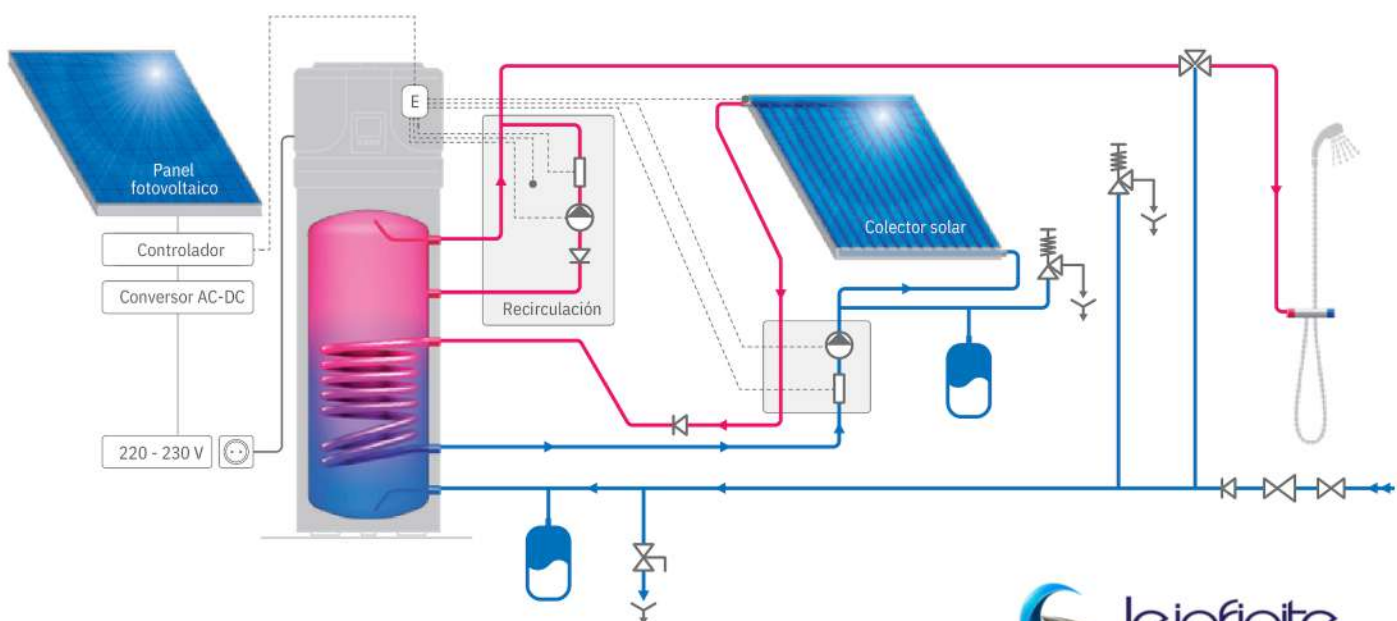 E
Panel
fotovoltaico
Colector solar
Controlador
Conversor AC-DC
Recirculación
220 - 230 V